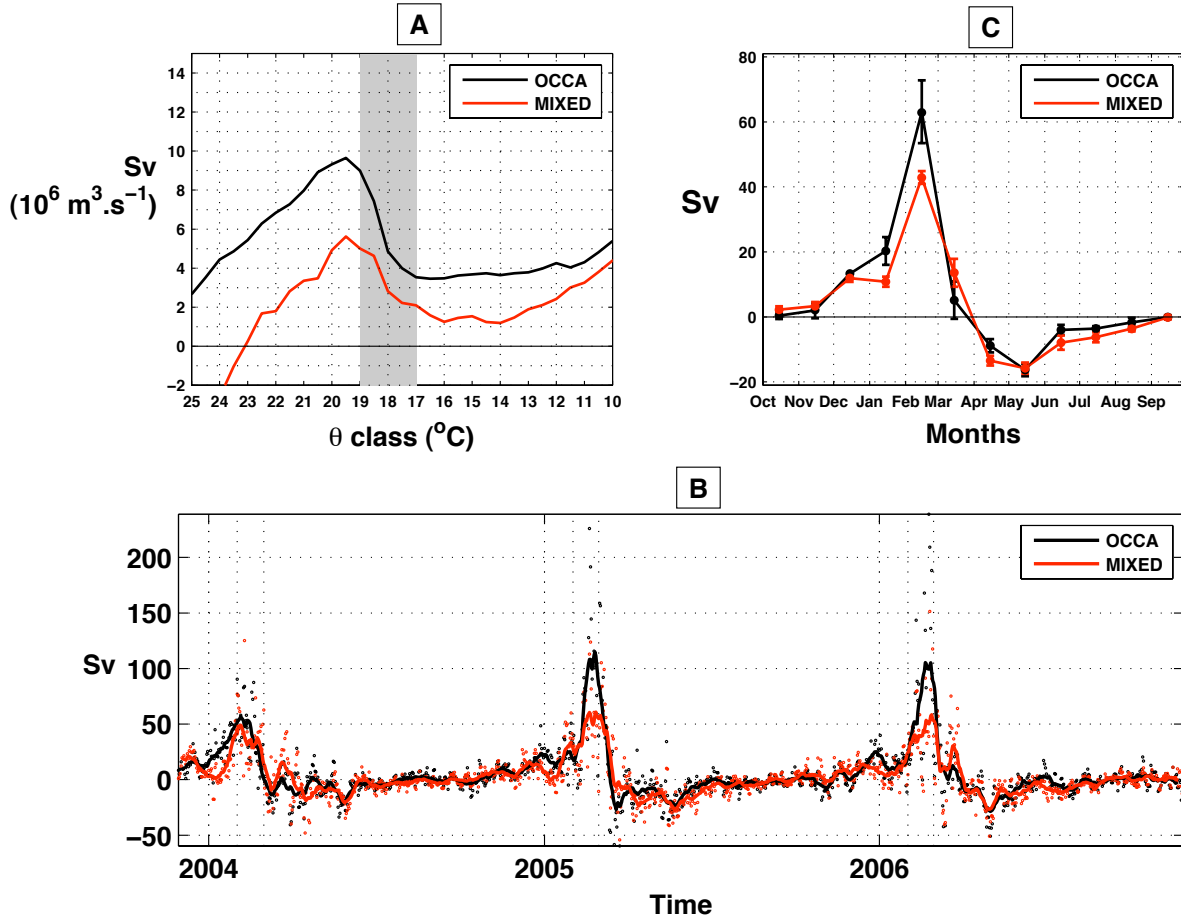 A
14
12
10
8
6
4
2
0
−2
Sv
(10⁶ m³.s⁻¹)
OCCA
MIXED
25 24 23 22 21 20 19 18 17 16 15 14 13 12 11 10
θ class (°C)
C
80
60
40
20
0
−20
Sv
OCCA
MIXED
Oct Nov Dec Jan Feb Mar Apr May Jun Jul Aug Sep
Months
B
200
150
100
50
0
−50
Sv
OCCA
MIXED
2004 2005 2006
Time